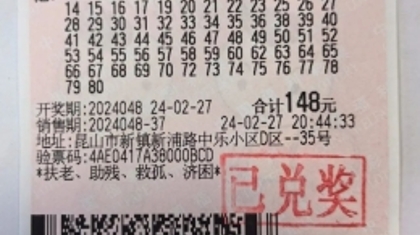 14 15 16 17 18 19 20 21 22 23 24 25 27
28 29 30 31 32 33 34 35 36 38 39 40
41 42 43 44 45 46 47 48 49 50 51 52
53 54 55 56 57 58 59 60 62 63 64 65
66 67 68 69 70 71 72 73 74 75 76 77 78
79 80
开奖期:2024048 24-02-27 合计148元
销售期:2024048-37 24-02-27 20:44:33
地址:昆山市新镇新浦路中乐小区D区--35号
验票码:4AE0417A38000BCD
*扶老、助残、救孤、济困*
已兑奖